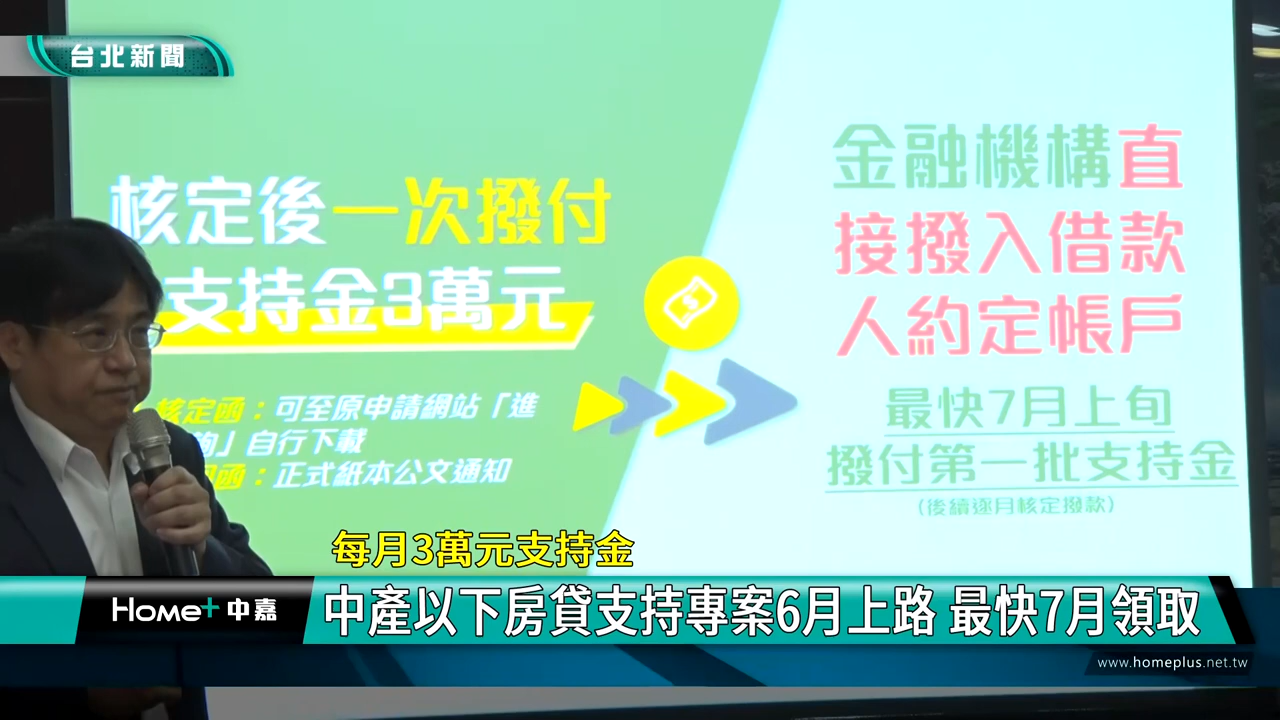 台北新聞
核定後一次撥付
支持金3萬元
金融機構直
接撥入借款
人約定帳戶
最快7月上旬
撥付第一批支持金
(後續逐月核定撥款)
核定函：可至原申請網站「進
」自行下載
函：正式紙本公文通知
每月3萬元支持金
Home+中嘉
中產以下房貸支持專案6月上路 最快7月領取
www.homeplus.net.tw